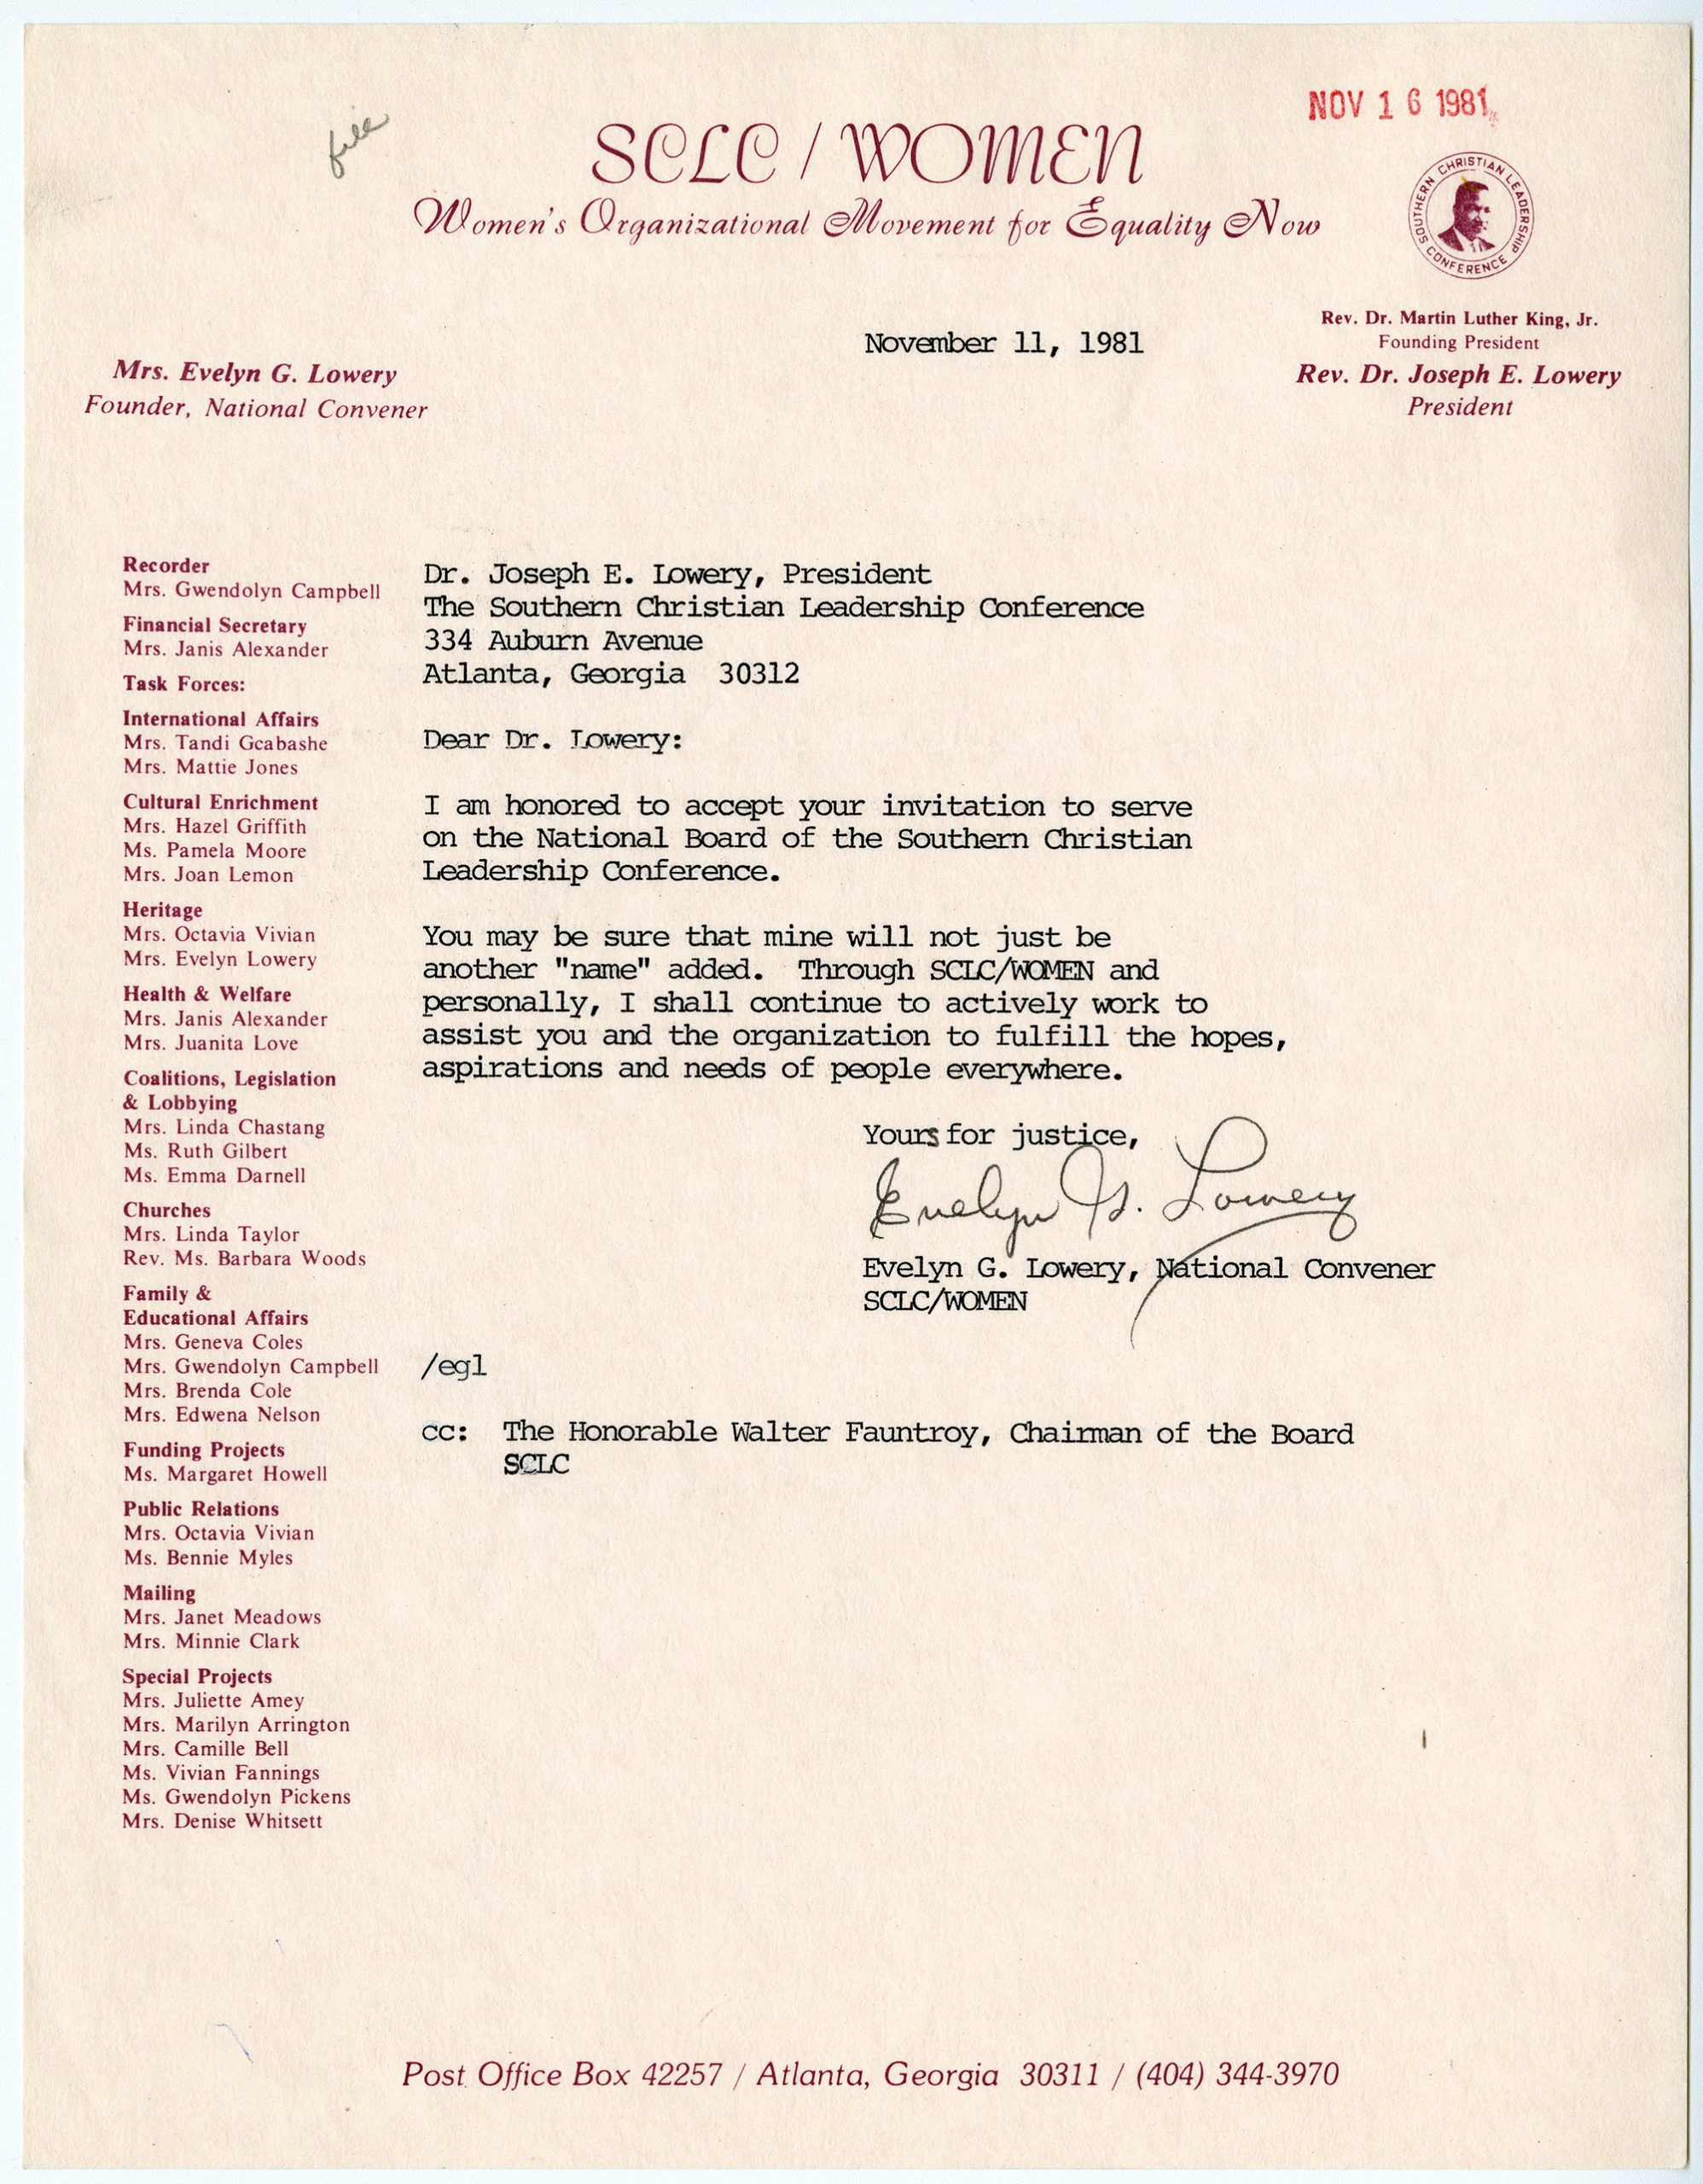 file
NOV 16 1981
SCLC / WOMEN
Women's Organizational Movement for Equality Now
SOUTHERN CHRISTIAN LEADERSHIP CONFERENCE
Rev. Dr. Martin Luther King, Jr.
Founding President
Rev. Dr. Joseph E. Lowery
President
November 11, 1981
Mrs. Evelyn G. Lowery
Founder, National Convener
Recorder
Mrs. Gwendolyn Campbell
Financial Secretary
Mrs. Janis Alexander
Task Forces:
International Affairs
Mrs. Tandi Gcabashe
Mrs. Mattie Jones
Cultural Enrichment
Mrs. Hazel Griffith
Ms. Pamela Moore
Mrs. Joan Lemon
Heritage
Mrs. Octavia Vivian
Mrs. Evelyn Lowery
Health & Welfare
Mrs. Janis Alexander
Mrs. Juanita Love
Coalitions, Legislation
& Lobbying
Mrs. Linda Chastang
Ms. Ruth Gilbert
Ms. Emma Darnell
Churches
Mrs. Linda Taylor
Rev. Ms. Barbara Woods
Family &
Educational Affairs
Mrs. Geneva Coles
Mrs. Gwendolyn Campbell
Mrs. Brenda Cole
Mrs. Edwena Nelson
Funding Projects
Ms. Margaret Howell
Public Relations
Mrs. Octavia Vivian
Ms. Bennie Myles
Mailing
Mrs. Janet Meadows
Mrs. Minnie Clark
Special Projects
Mrs. Juliette Amey
Mrs. Marilyn Arrington
Mrs. Camille Bell
Ms. Vivian Fannings
Ms. Gwendolyn Pickens
Mrs. Denise Whitsett
Dr. Joseph E. Lowery, President
The Southern Christian Leadership Conference
334 Auburn Avenue
Atlanta, Georgia 30312
Dear Dr. Lowery:
I am honored to accept your invitation to serve
on the National Board of the Southern Christian
Leadership Conference.
You may be sure that mine will not just be
another "name" added. Through SCLC/WOMEN and
personally, I shall continue to actively work to
assist you and the organization to fulfill the hopes,
aspirations and needs of people everywhere.
Yours for justice,
Evelyn G. Lowery
Evelyn G. Lowery, National Convener
SCLC/WOMEN
/egl
cc: The Honorable Walter Fauntroy, Chairman of the Board
SCLC
Post Office Box 42257 / Atlanta, Georgia 30311 / (404) 344-3970